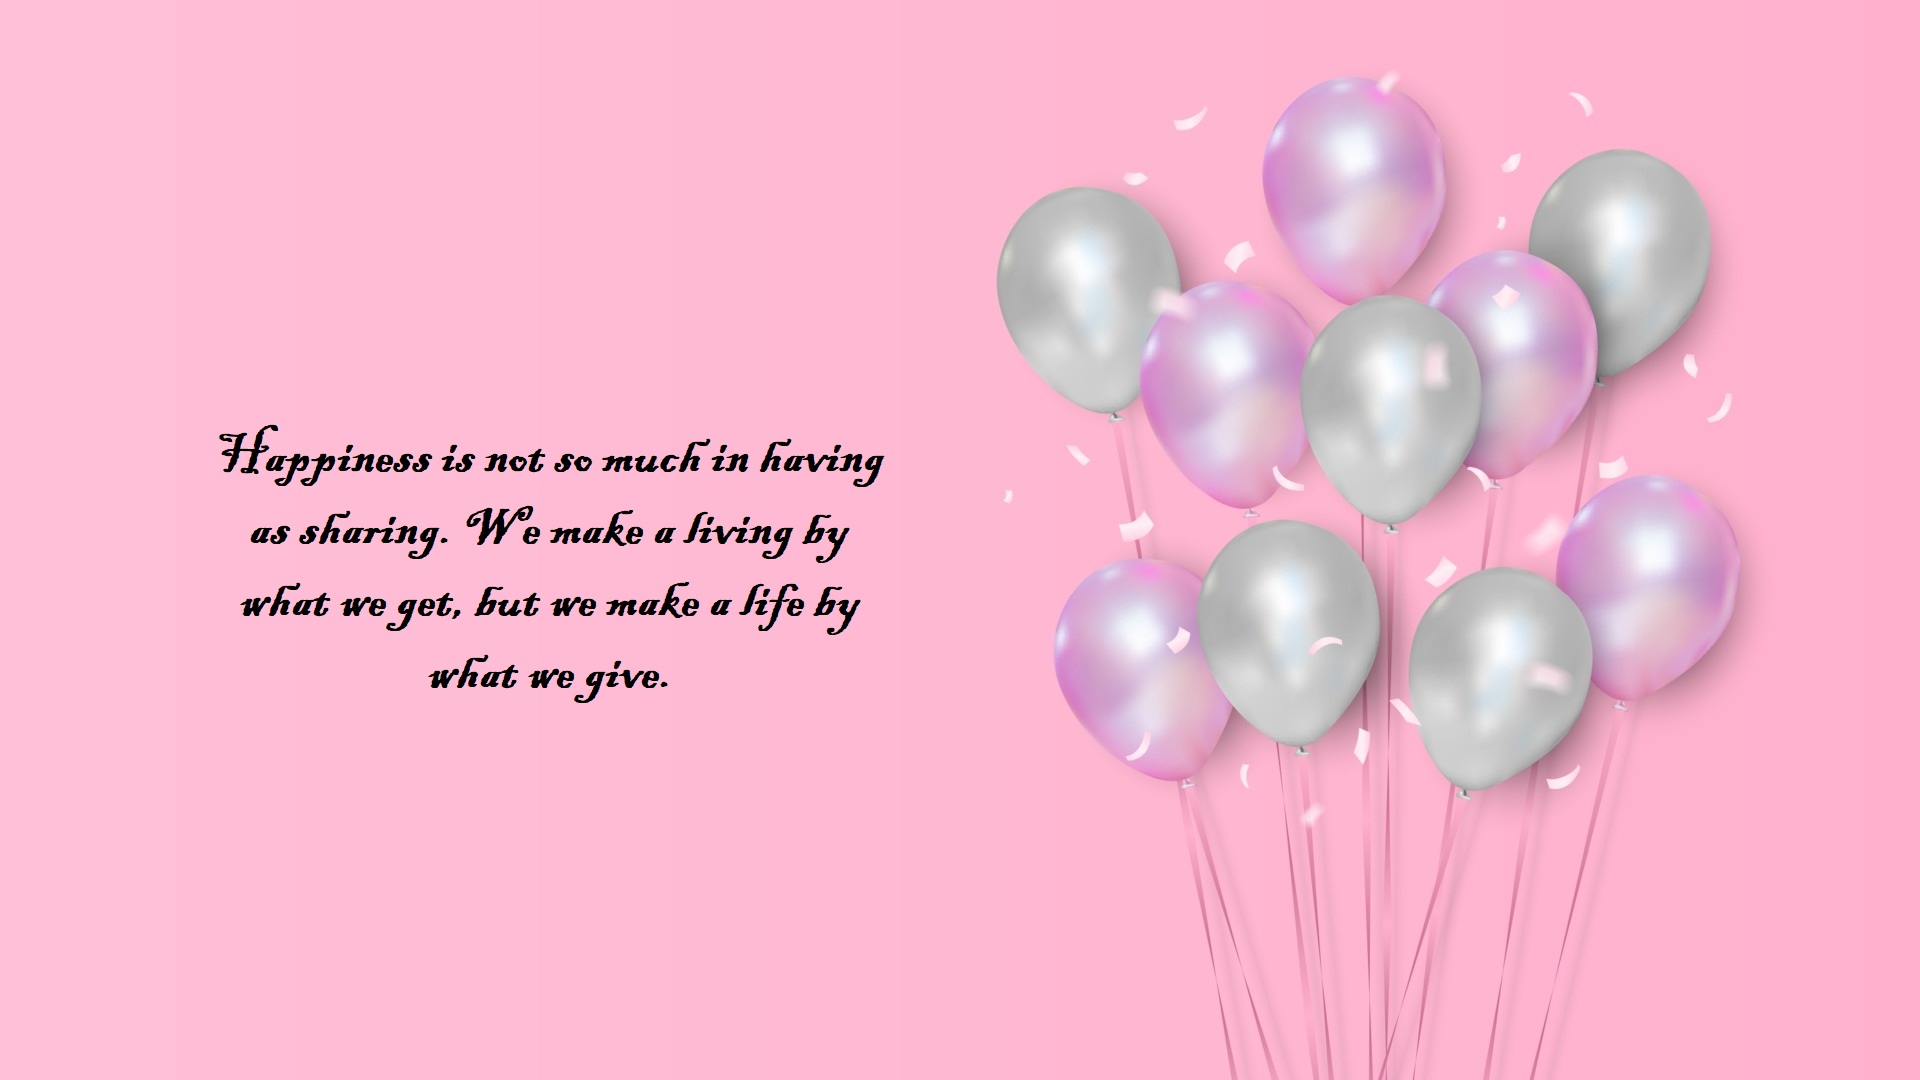 Happiness is not so much in having
as sharing. We make a living by
what we get, but we make a life by
what we give.